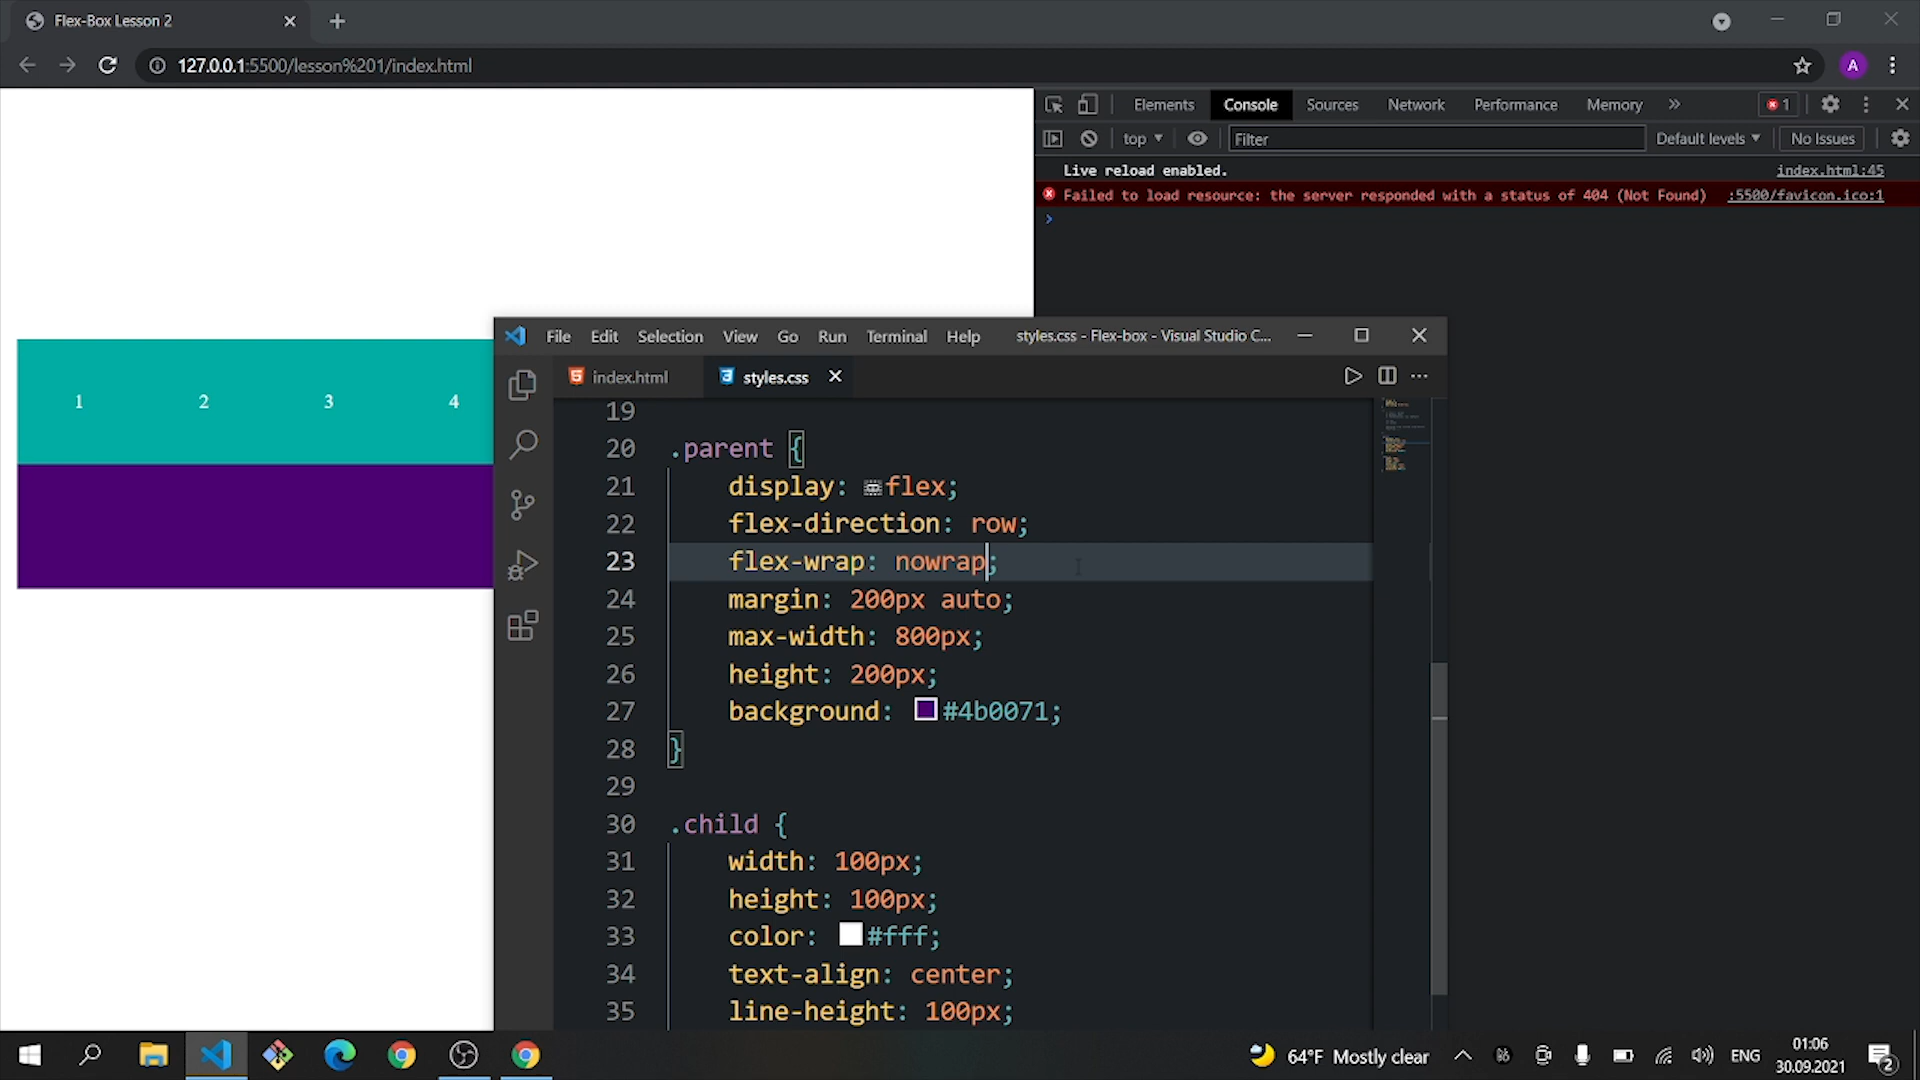 Flex-Box Lesson 2
127.0.0.1:5500/lesson%201/index.html
A
Elements Console Sources Network Performance Memory » 1
top Filter Default levels No Issues
Live reload enabled. index.html:45
Failed to load resource: the server responded with a status of 404 (Not Found) :5500/favicon.ico:1
File Edit Selection View Go Run Terminal Help styles.css - Flex-box - Visual Studio C...
index.html styles.css
1 2 3 4
19
20 .parent {
21 display: flex;
22 flex-direction: row;
23 flex-wrap: nowrap;
24 margin: 200px auto;
25 max-width: 800px;
26 height: 200px;
27 background: #4b0071;
28 }
29
30 .child {
31 width: 100px;
32 height: 100px;
33 color: #fff;
34 text-align: center;
35 line-height: 100px;
64°F Mostly clear ENG 01:06
30.09.2021 2